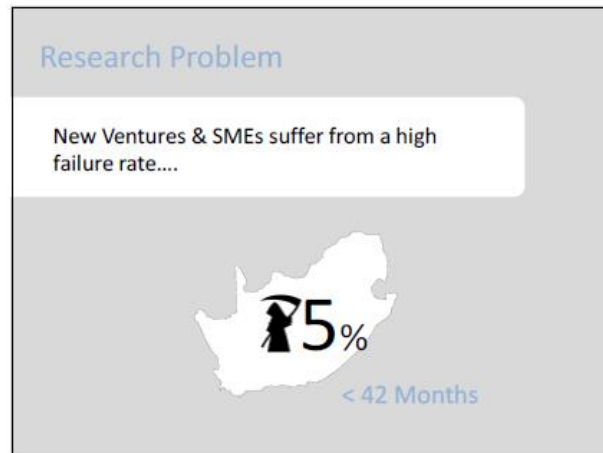 Research Problem
New Ventures & SMEs suffer from a high
failure rate....
5%
< 42 Months